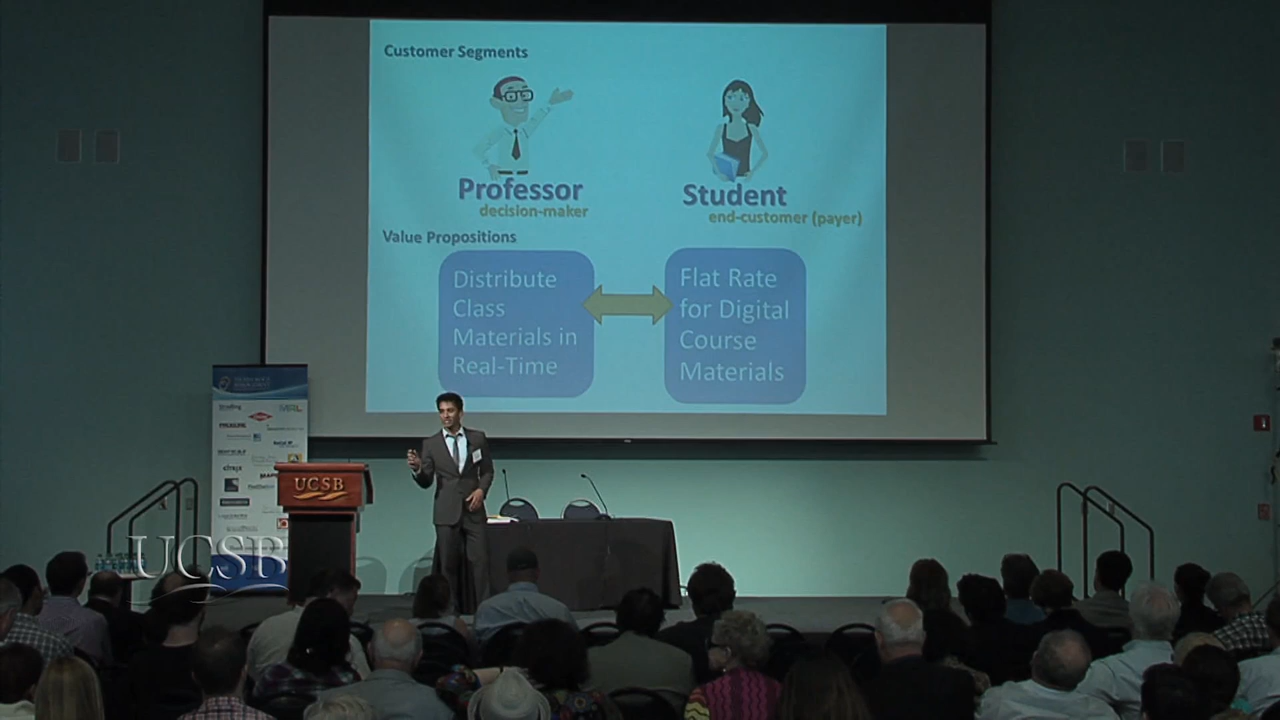 Customer Segments
Professor
decision-maker
Student
end-customer (payer)
Value Propositions
Distribute
Class
Materials in
Real-Time
Flat Rate
for Digital
Course
Materials
UCSB
citrix
UCSB